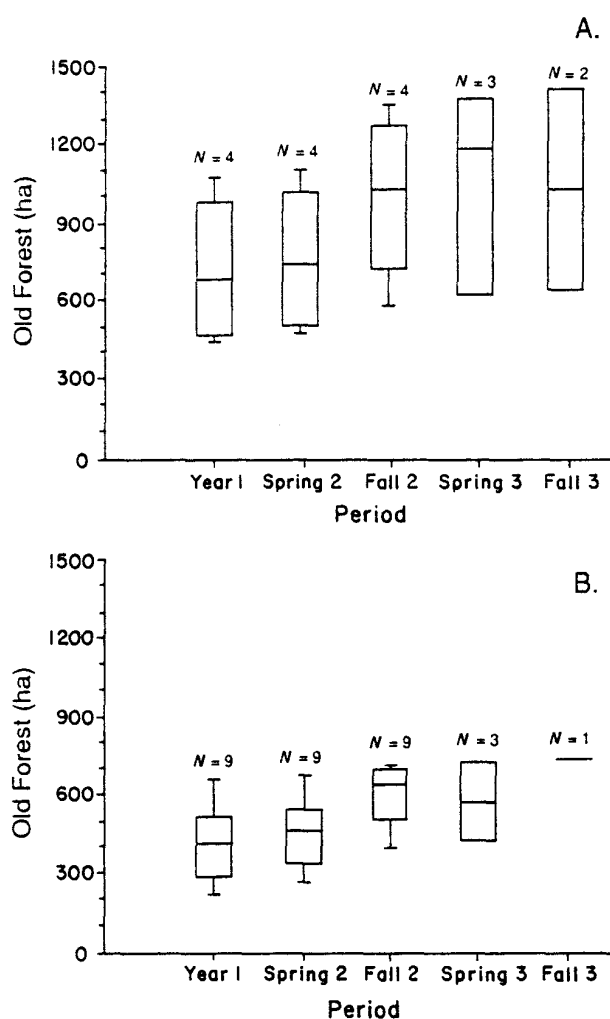 A.
1500
1200
900
600
300
0
Old Forest (ha)
N = 4
N = 4
N = 4
N = 3
N = 2
Year 1
Spring 2
Fall 2
Spring 3
Fall 3
Period
B.
1500
1200
900
600
300
0
Old Forest (ha)
N = 9
N = 9
N = 9
N = 3
N = 1
Year 1
Spring 2
Fall 2
Spring 3
Fall 3
Period